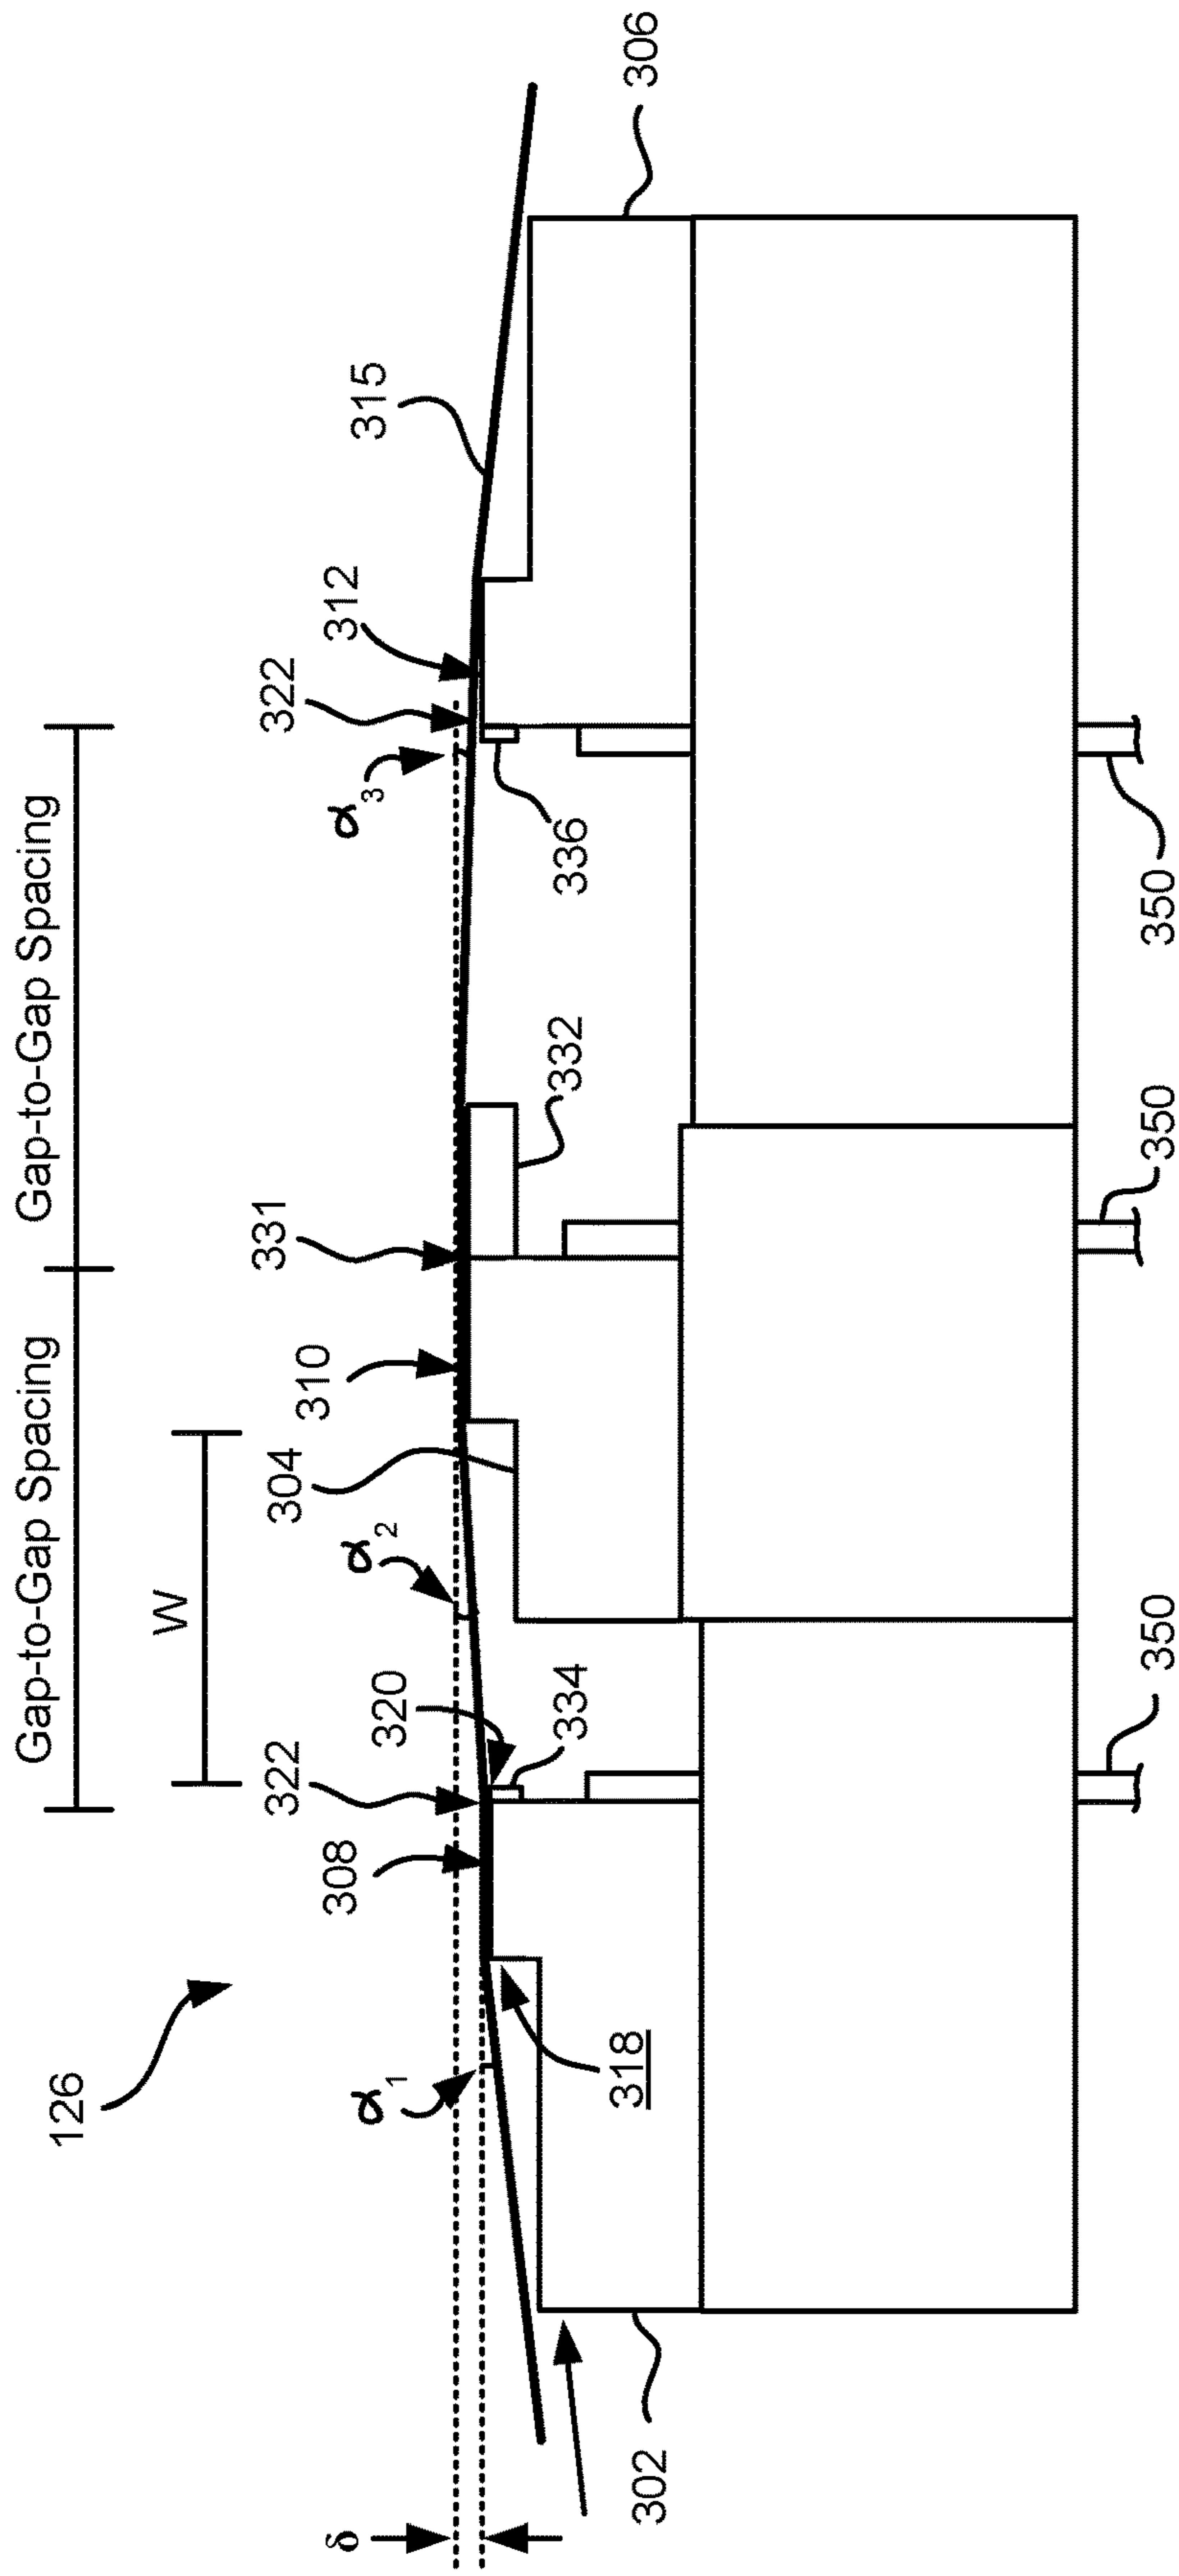 Gap-to-Gap Spacing
Gap-to-Gap Spacing
W
126
δ
α1
α2
α3
308
322
320
334
318
302
304
310
331
332
322
312
336
315
306
350
350
350